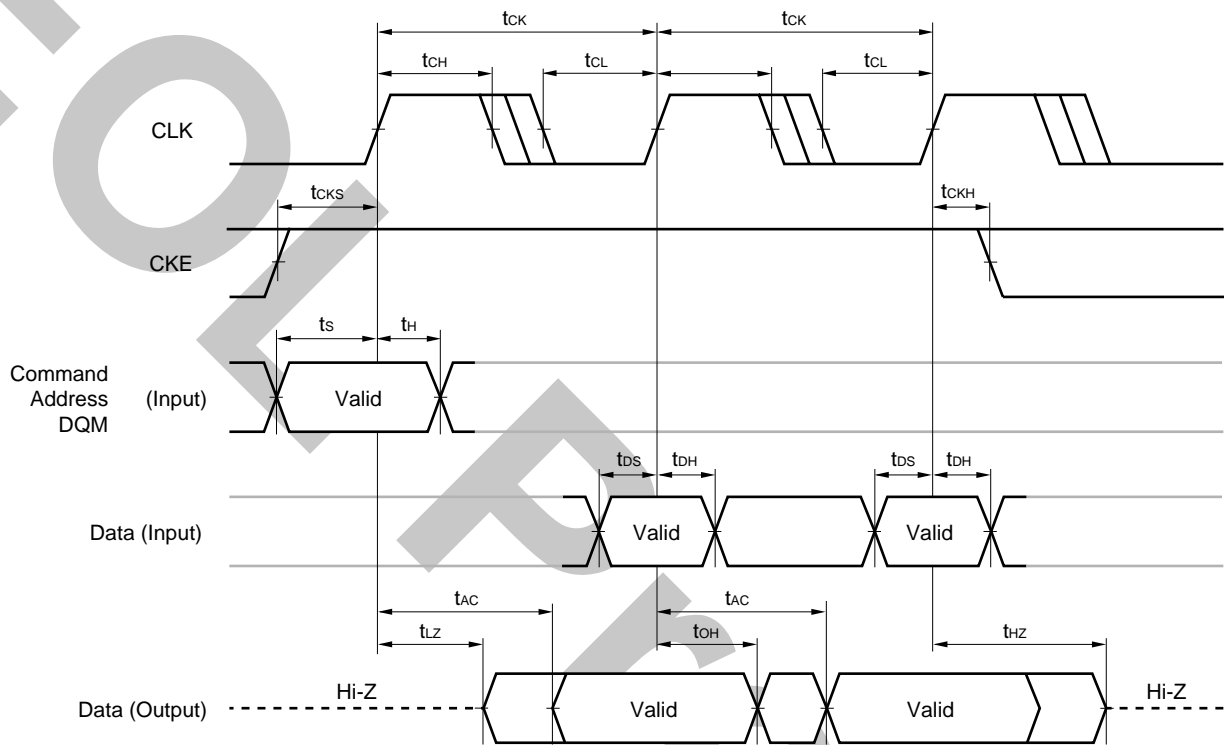 tCK tCK
tCH tCL tCL
CLK
tCKS tCKH
CKE
tS tH
Command
Address (Input) Valid
DQM
tDS tDH tDS tDH
Data (Input) Valid Valid
tAC tAC
tLZ tOH tHZ
Hi-Z Hi-Z
Data (Output) Valid Valid